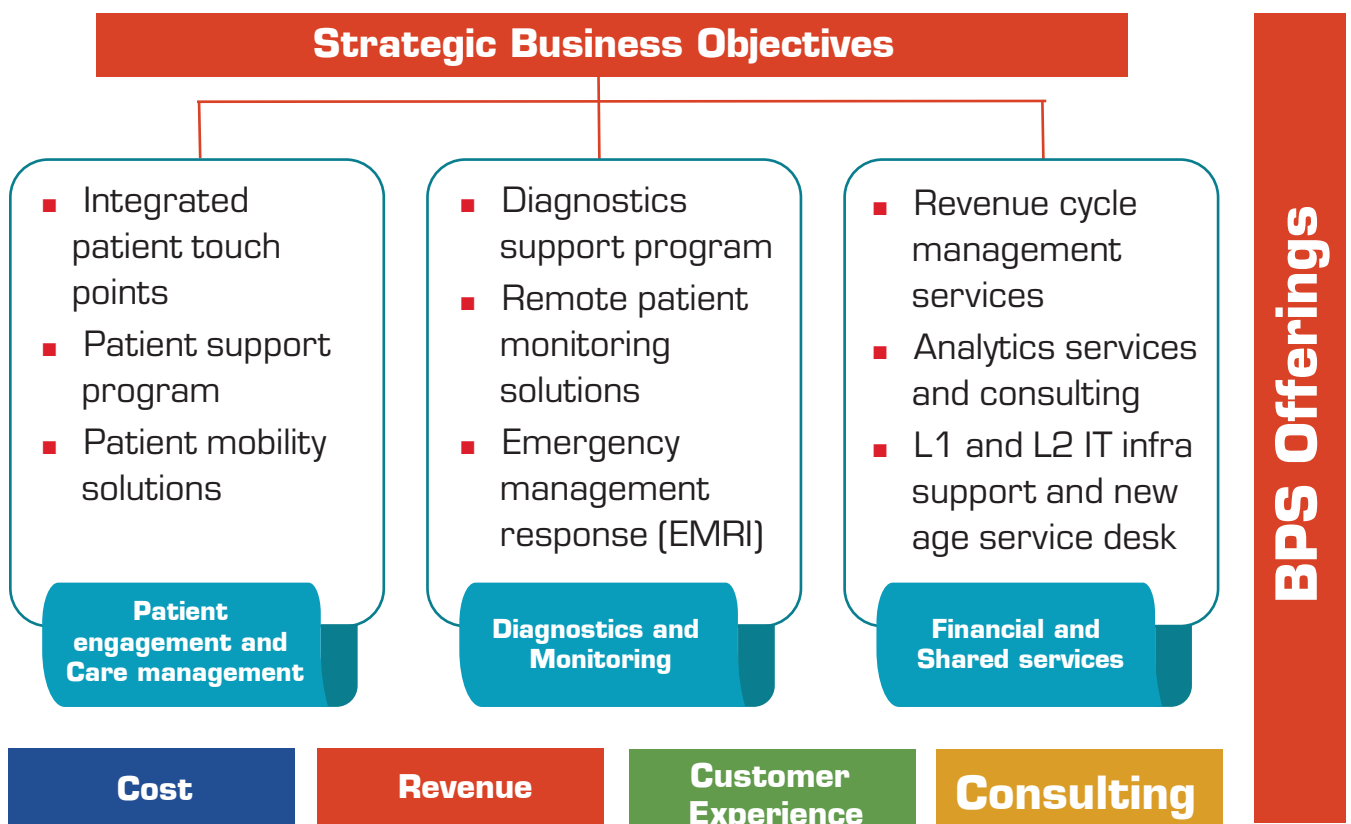 Strategic Business Objectives
Integrated
patient touch
points
Patient support
program
Patient mobility
solutions
Patient
engagement and
Care management
Diagnostics
support program
Remote patient
monitoring
solutions
Emergency
management
response (EMRI)
Diagnostics and
Monitoring
Revenue cycle
management
services
Analytics services
and consulting
L1 and L2 IT infra
support and new
age service desk
Financial and
Shared services
Cost
Revenue
Customer
Experience
Consulting
BPS Offerings